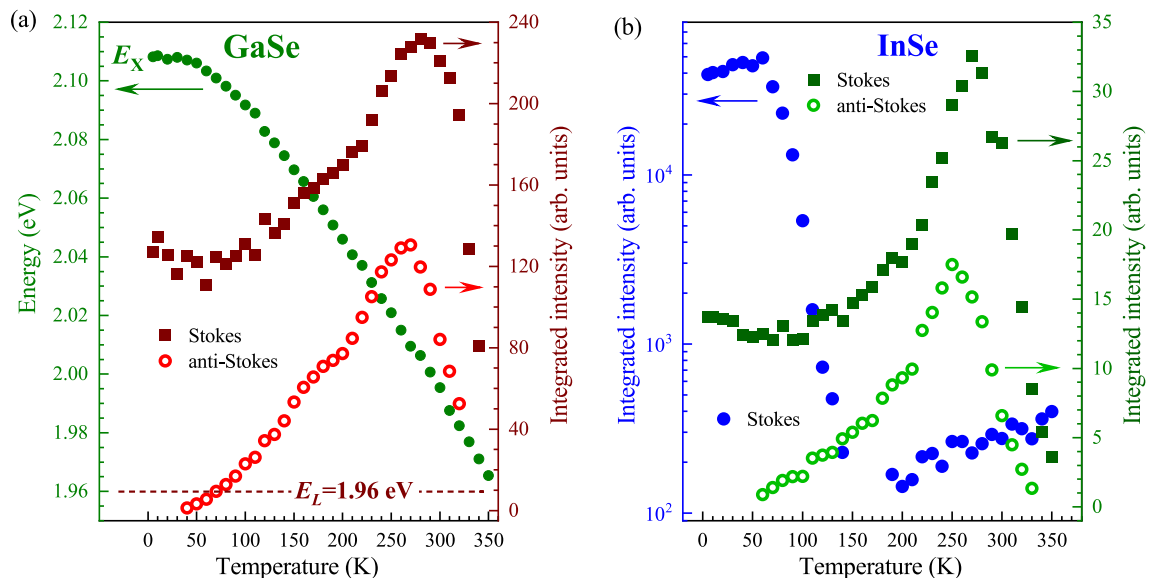 (a)
GaSe
E_X
Energy (eV)
2.12
2.10
2.08
2.06
2.04
2.02
2.00
1.98
1.96
240
200
160
120
80
40
0
Integrated intensity (arb. units)
Stokes
anti-Stokes
E_L=1.96 eV
0 50 100 150 200 250 300 350
Temperature (K)
(b)
InSe
Integrated intensity (arb. units)
10^4
10^3
10^2
Stokes
anti-Stokes
Stokes
35
30
25
20
15
10
5
0
Integrated intensity (arb. units)
0 50 100 150 200 250 300 350
Temperature (K)